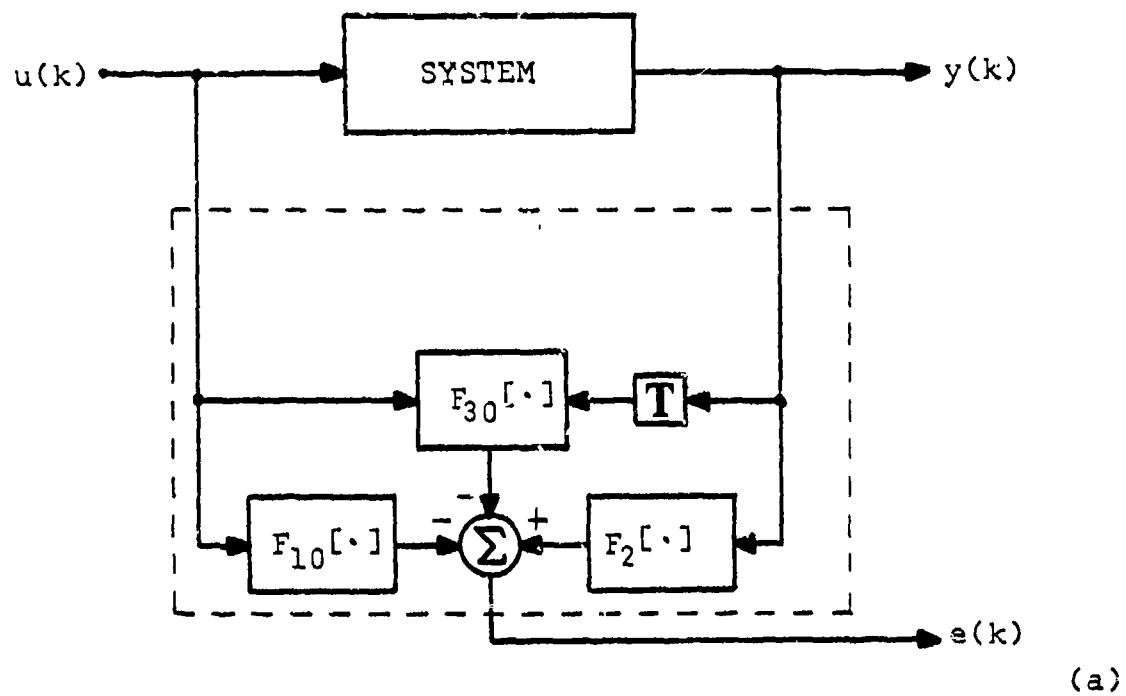 u(k)
SYSTEM
y(k)
F30[·]
T
-
-
+
F10[·]
Σ
F2[·]
e(k)
(a)